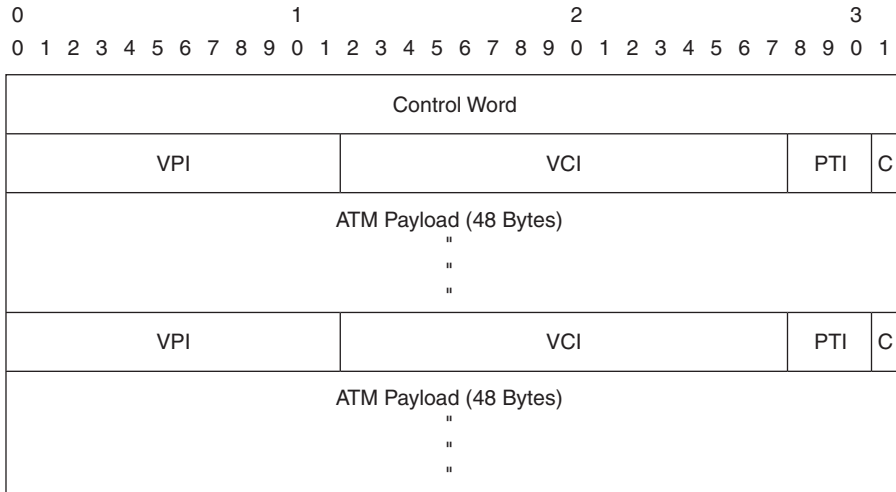 0 1 2 3
0 1 2 3 4 5 6 7 8 9 0 1 2 3 4 5 6 7 8 9 0 1 2 3 4 5 6 7 8 9 0 1
Control Word
VPI VCI PTI C
ATM Payload (48 Bytes)
"
"
"
VPI VCI PTI C
ATM Payload (48 Bytes)
"
"
"